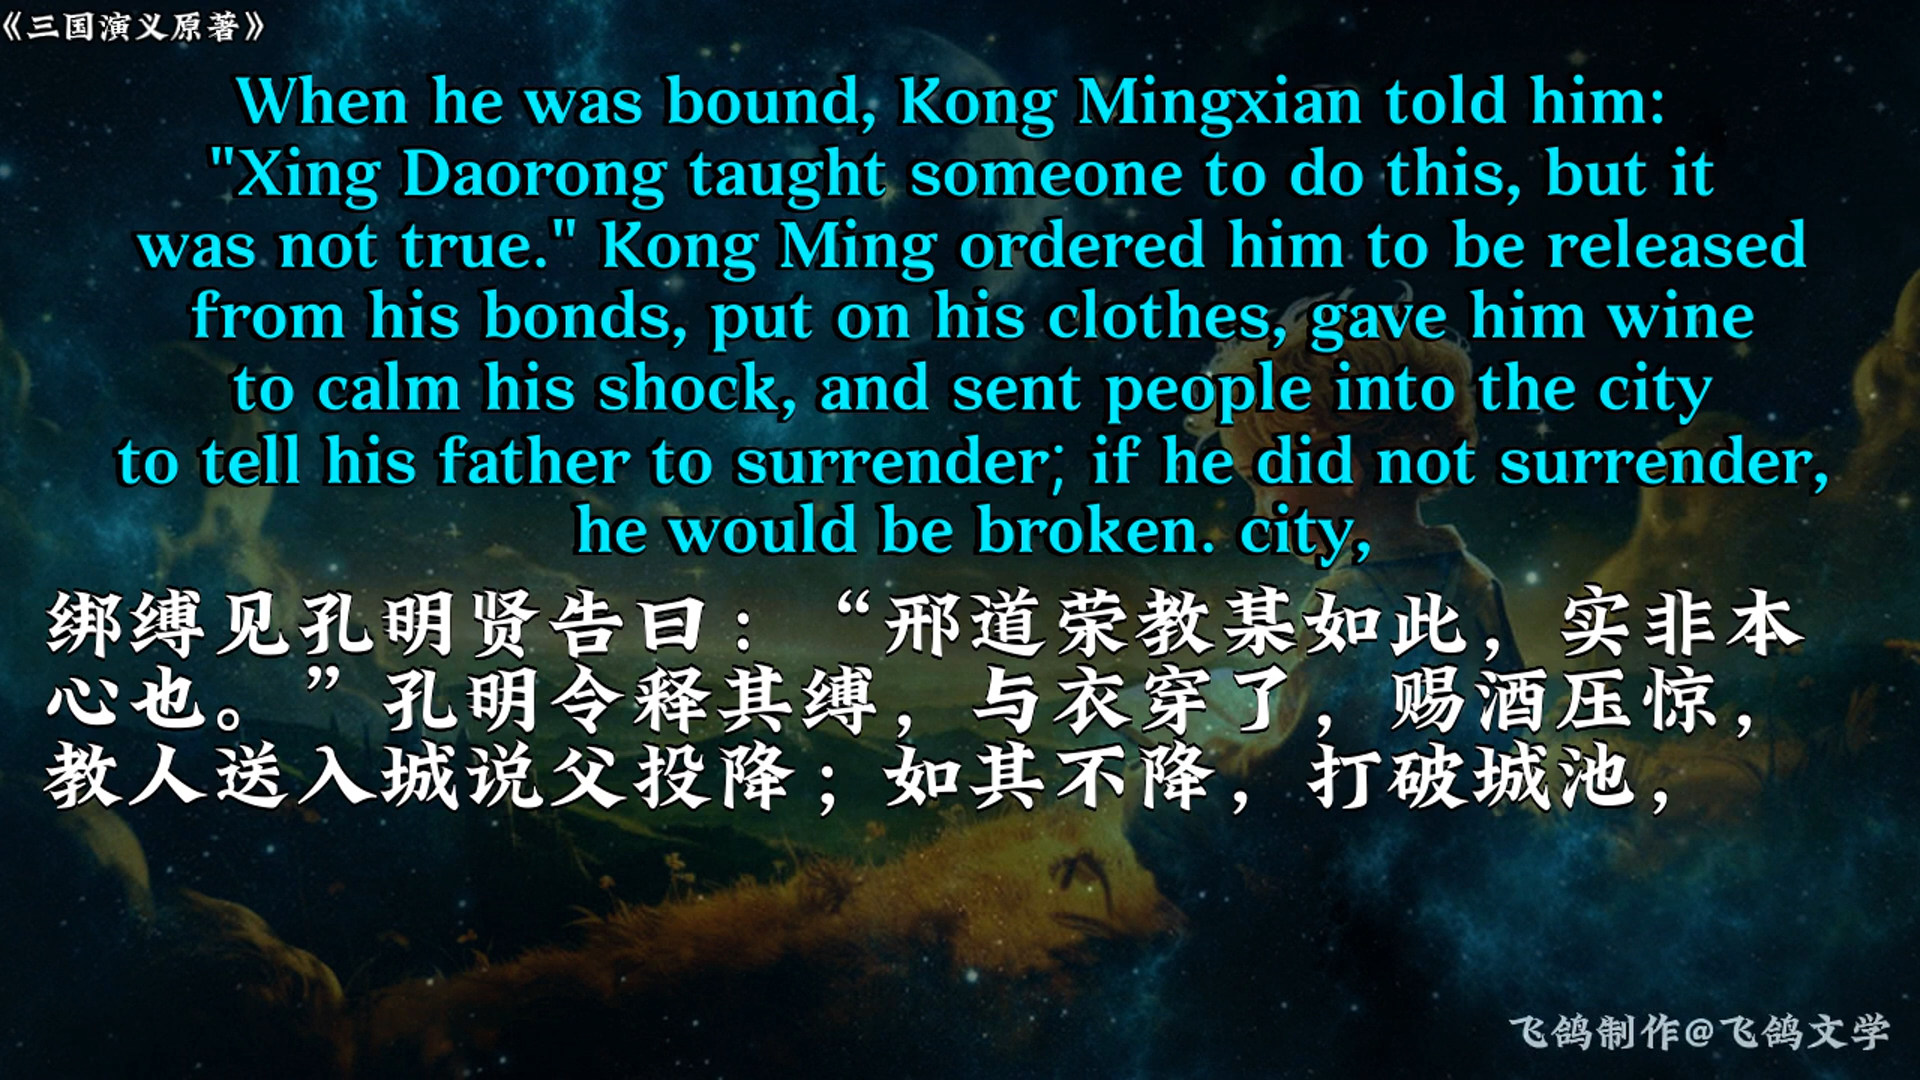 《三国演义原著》
When he was bound, Kong Mingxian told him:
"Xing Daorong taught someone to do this, but it
was not true." Kong Ming ordered him to be released
from his bonds, put on his clothes, gave him wine
to calm his shock, and sent people into the city
to tell his father to surrender; if he did not surrender,
he would be broken. city,
绑缚见孔明贤告曰：“邢道荣教某如此，实非本
心也。”孔明令释其缚，与衣穿了，赐酒压惊，
教人送入城说父投降；如其不降，打破城池，
飞鸽制作@飞鸽文学